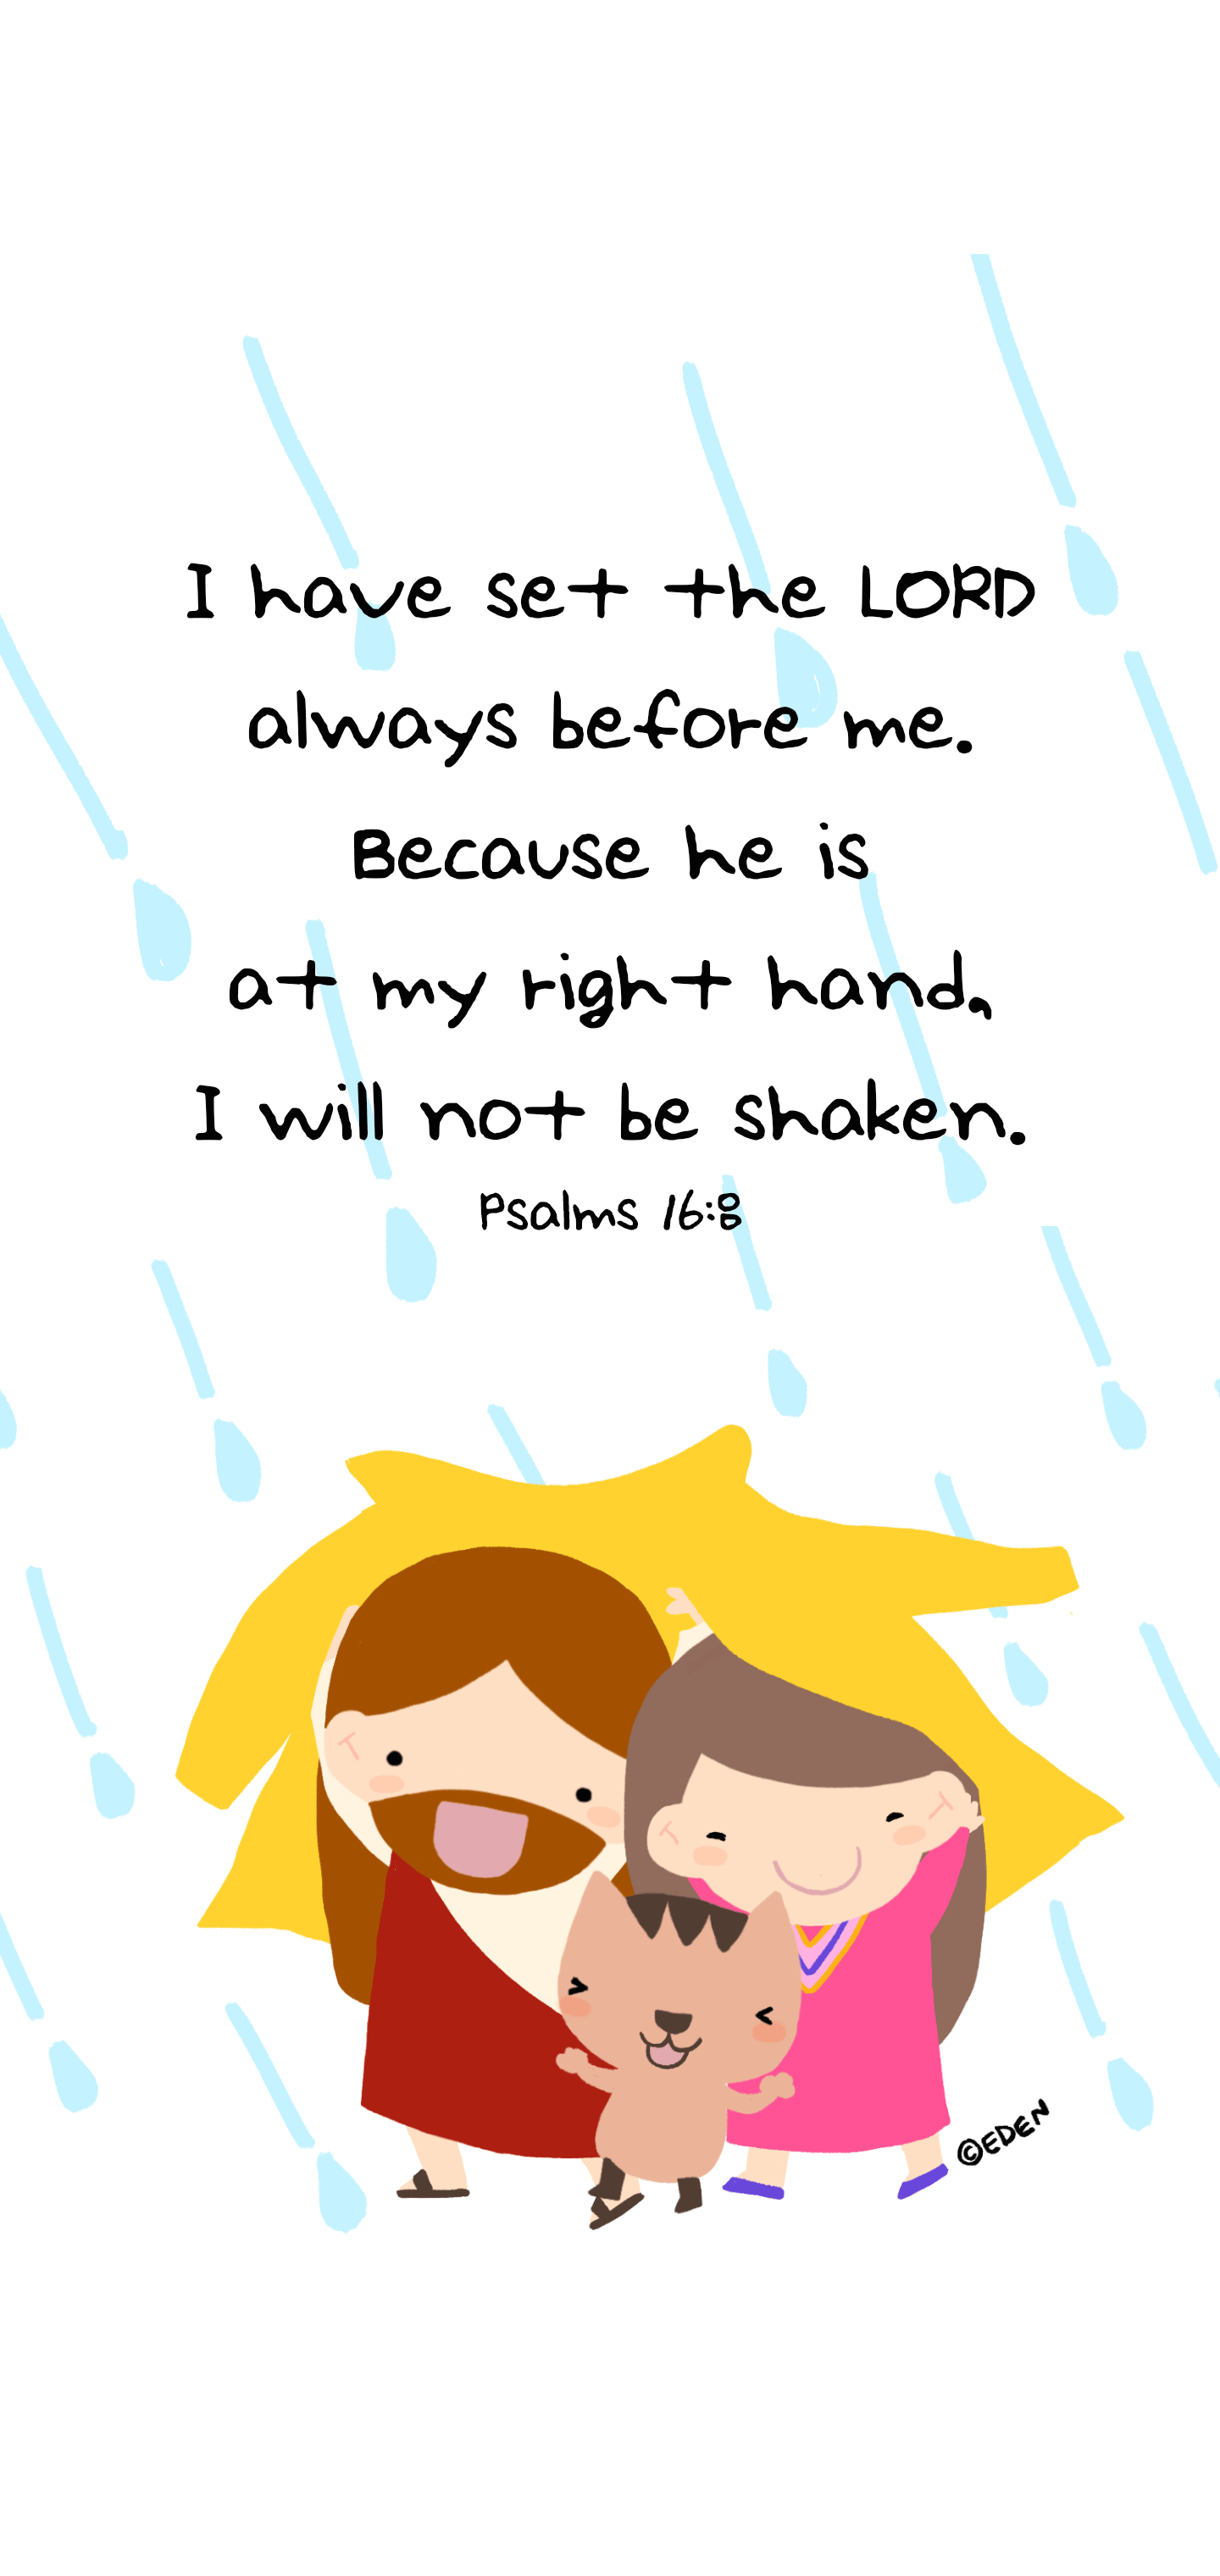 I have set the LORD
always before me.
Because he is
at my right hand,
I will not be shaken.
Psalms 16:8
©EDEN